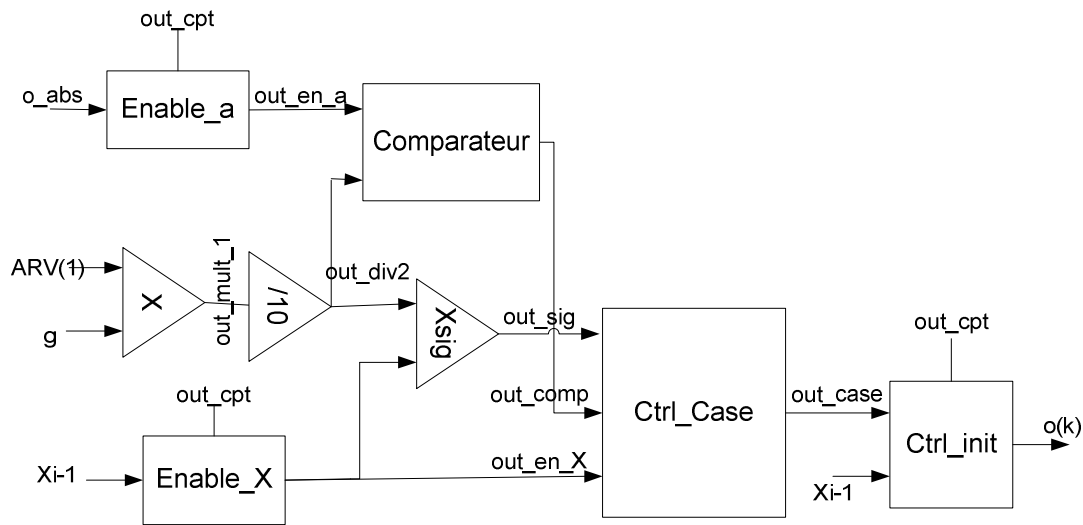 out_cpt
o_abs
Enable_a
out_en_a
Comparateur
ARV(1)
g
X
out_mult_1
/10
out_div2
Xsig
out_sig
out_cpt
out_cpt
out_comp
Ctrl_Case
out_case
Ctrl_init
o(k)
Xi-1
Enable_X
out_en_X
Xi-1